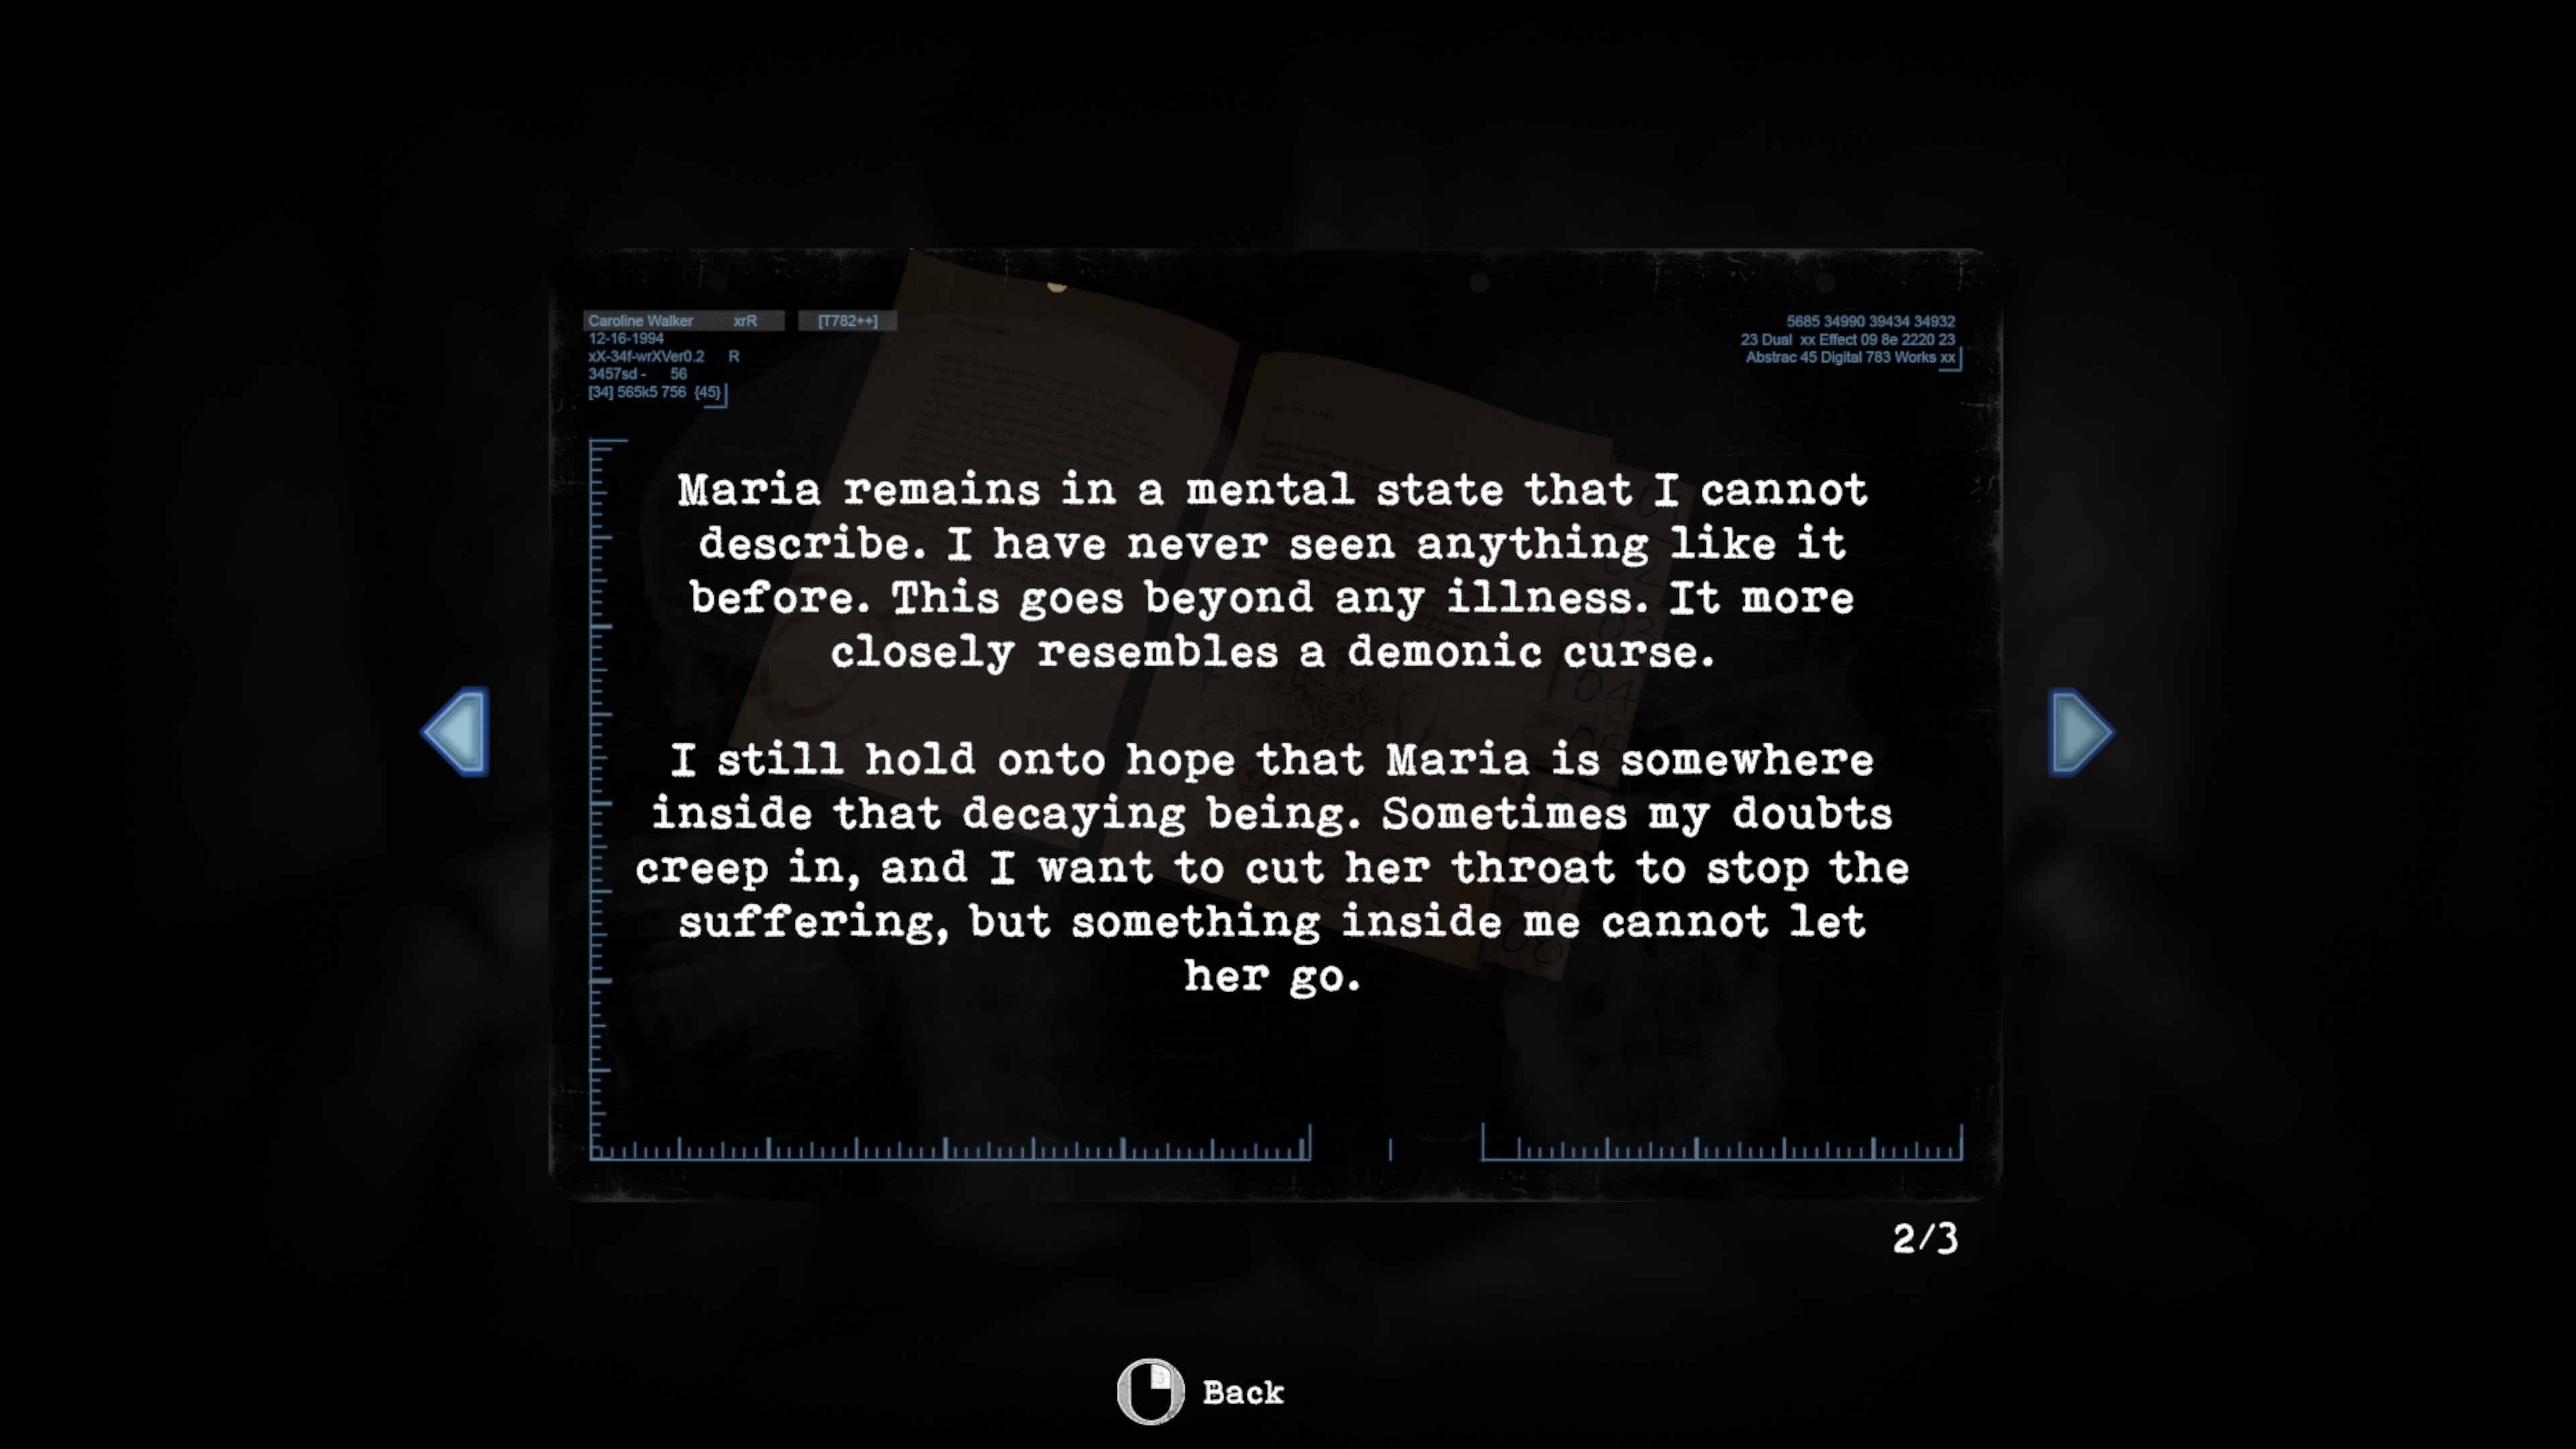 Caroline Walker xrR [T782++]
12-16-1994
xX-34f-wrXVer0.2 R
3457sd - 56
[34] 565k5 756 {45}
5685 34990 39434 34932
23 Dual xx Effect 09 8e 2220 23
Abstrac 45 Digital 783 Works xx
Maria remains in a mental state that I cannot
describe. I have never seen anything like it
before. This goes beyond any illness. It more
closely resembles a demonic curse.
I still hold onto hope that Maria is somewhere
inside that decaying being. Sometimes my doubts
creep in, and I want to cut her throat to stop the
suffering, but something inside me cannot let
her go.
2/3
Back